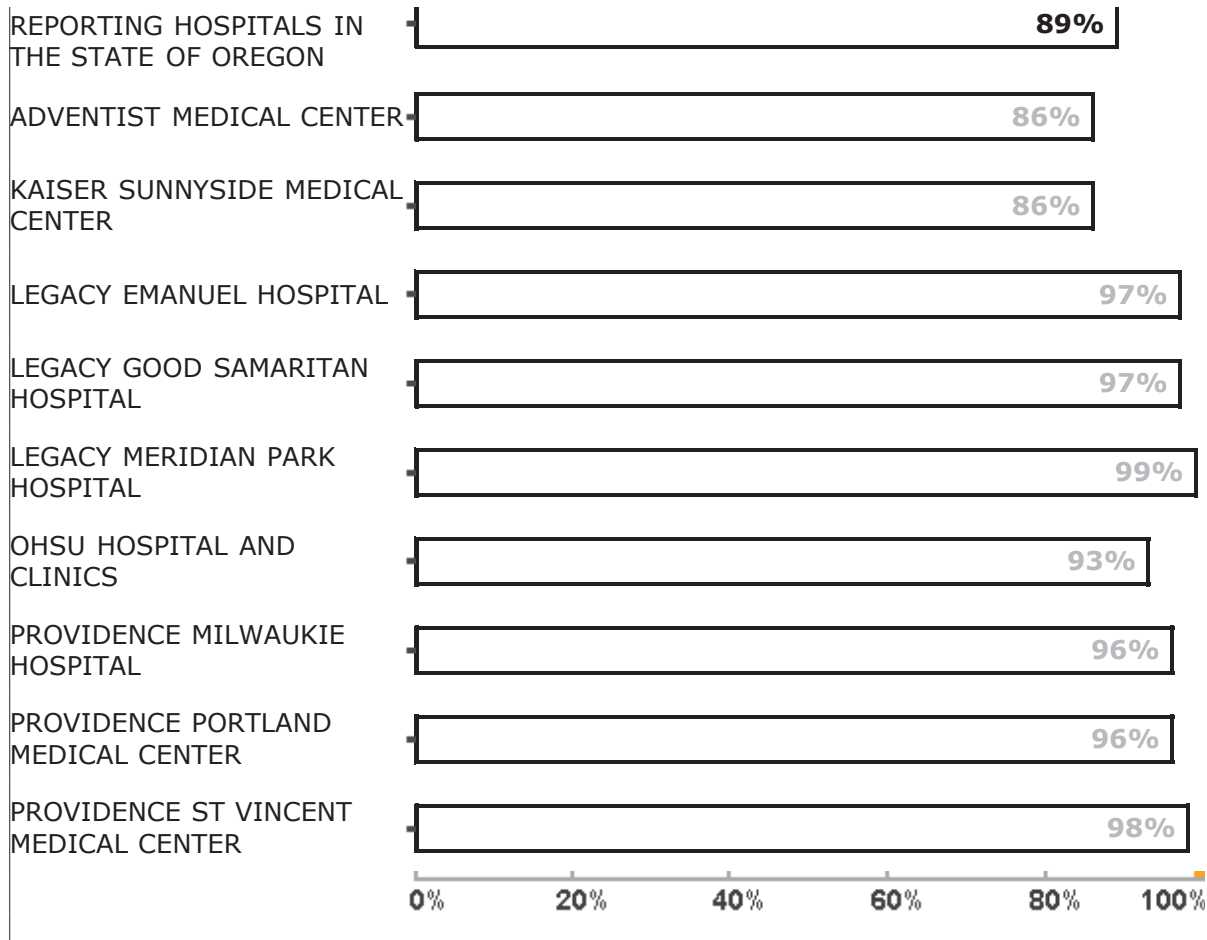 REPORTING HOSPITALS IN
THE STATE OF OREGON
89%
ADVENTIST MEDICAL CENTER
86%
KAISER SUNNYSIDE MEDICAL
CENTER
86%
LEGACY EMANUEL HOSPITAL
97%
LEGACY GOOD SAMARITAN
HOSPITAL
97%
LEGACY MERIDIAN PARK
HOSPITAL
99%
OHSU HOSPITAL AND
CLINICS
93%
PROVIDENCE MILWAUKIE
HOSPITAL
96%
PROVIDENCE PORTLAND
MEDICAL CENTER
96%
PROVIDENCE ST VINCENT
MEDICAL CENTER
98%
0% 20% 40% 60% 80% 100%